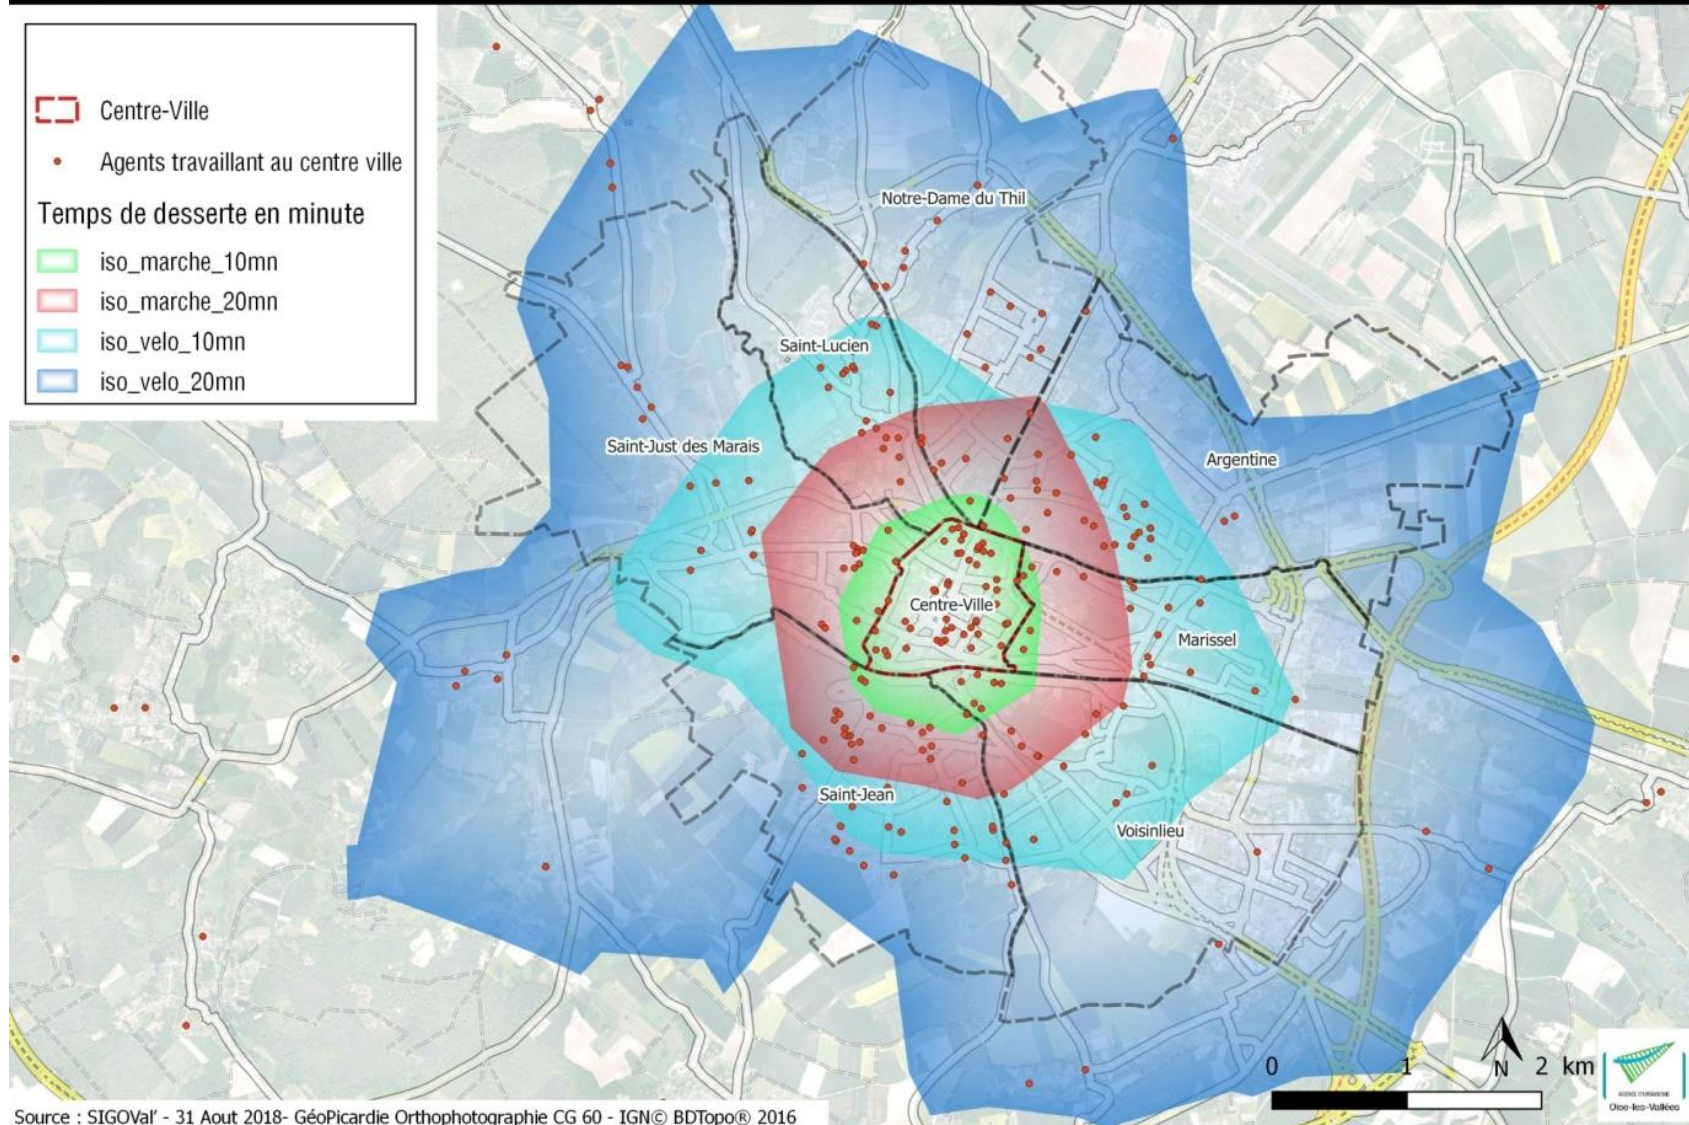 Centre-Ville
Agents travaillant au centre ville
Temps de desserte en minute
iso_marche_10mn
iso_marche_20mn
iso_velo_10mn
iso_velo_20mn
Notre-Dame du Thil
Saint-Lucien
Saint-Just des Marais
Argentine
Centre-Ville
Marissel
Saint-Jean
Voisinlieu
0 1 N 2 km
AGENCE D'URBANISME
Oise-les-Vallées
Source : SIGOVal' - 31 Aout 2018- GéoPicardie Orthophotographie CG 60 - IGN© BDTopo® 2016